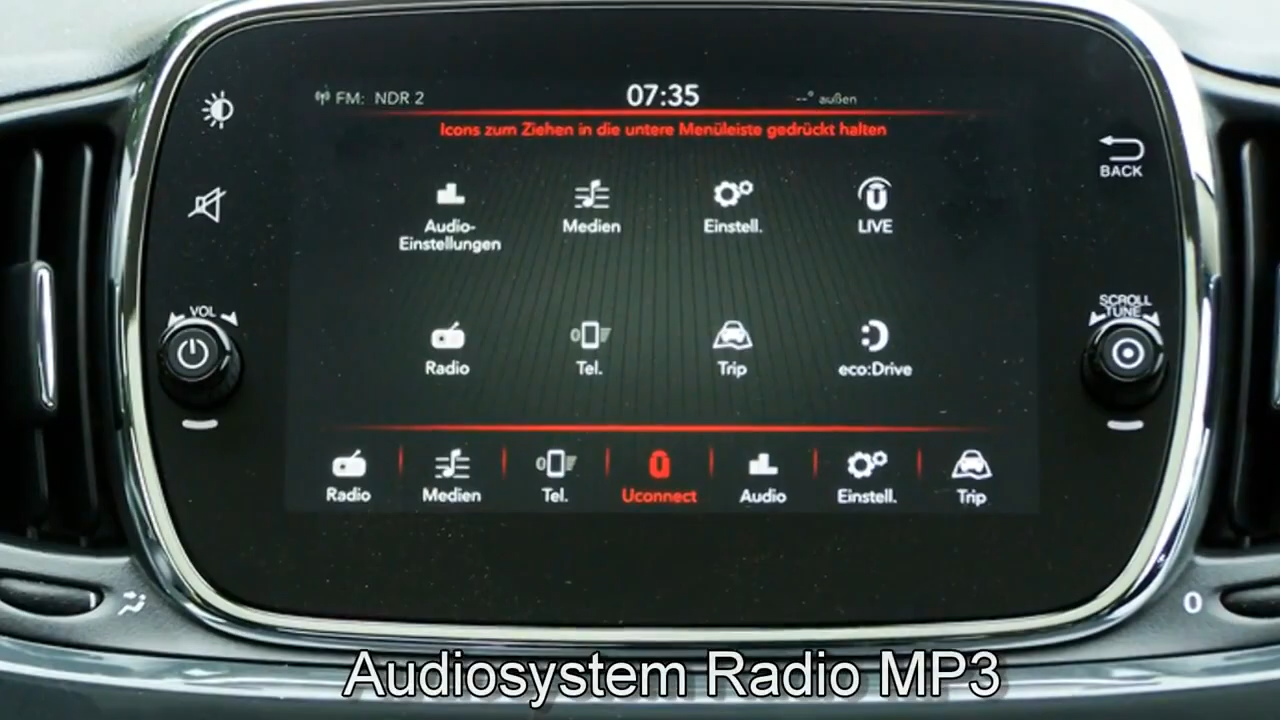 FM: NDR 2
07:35
--° außen
Icons zum Ziehen in die untere Menüleiste gedrückt halten
BACK
Audio-
Einstellungen
Medien
Einstell.
LIVE
VOL
SCROLL
TUNE
Radio
Tel.
Trip
eco:Drive
Radio
Medien
Tel.
Uconnect
Audio
Einstell.
Trip
0
Audiosystem Radio MP3